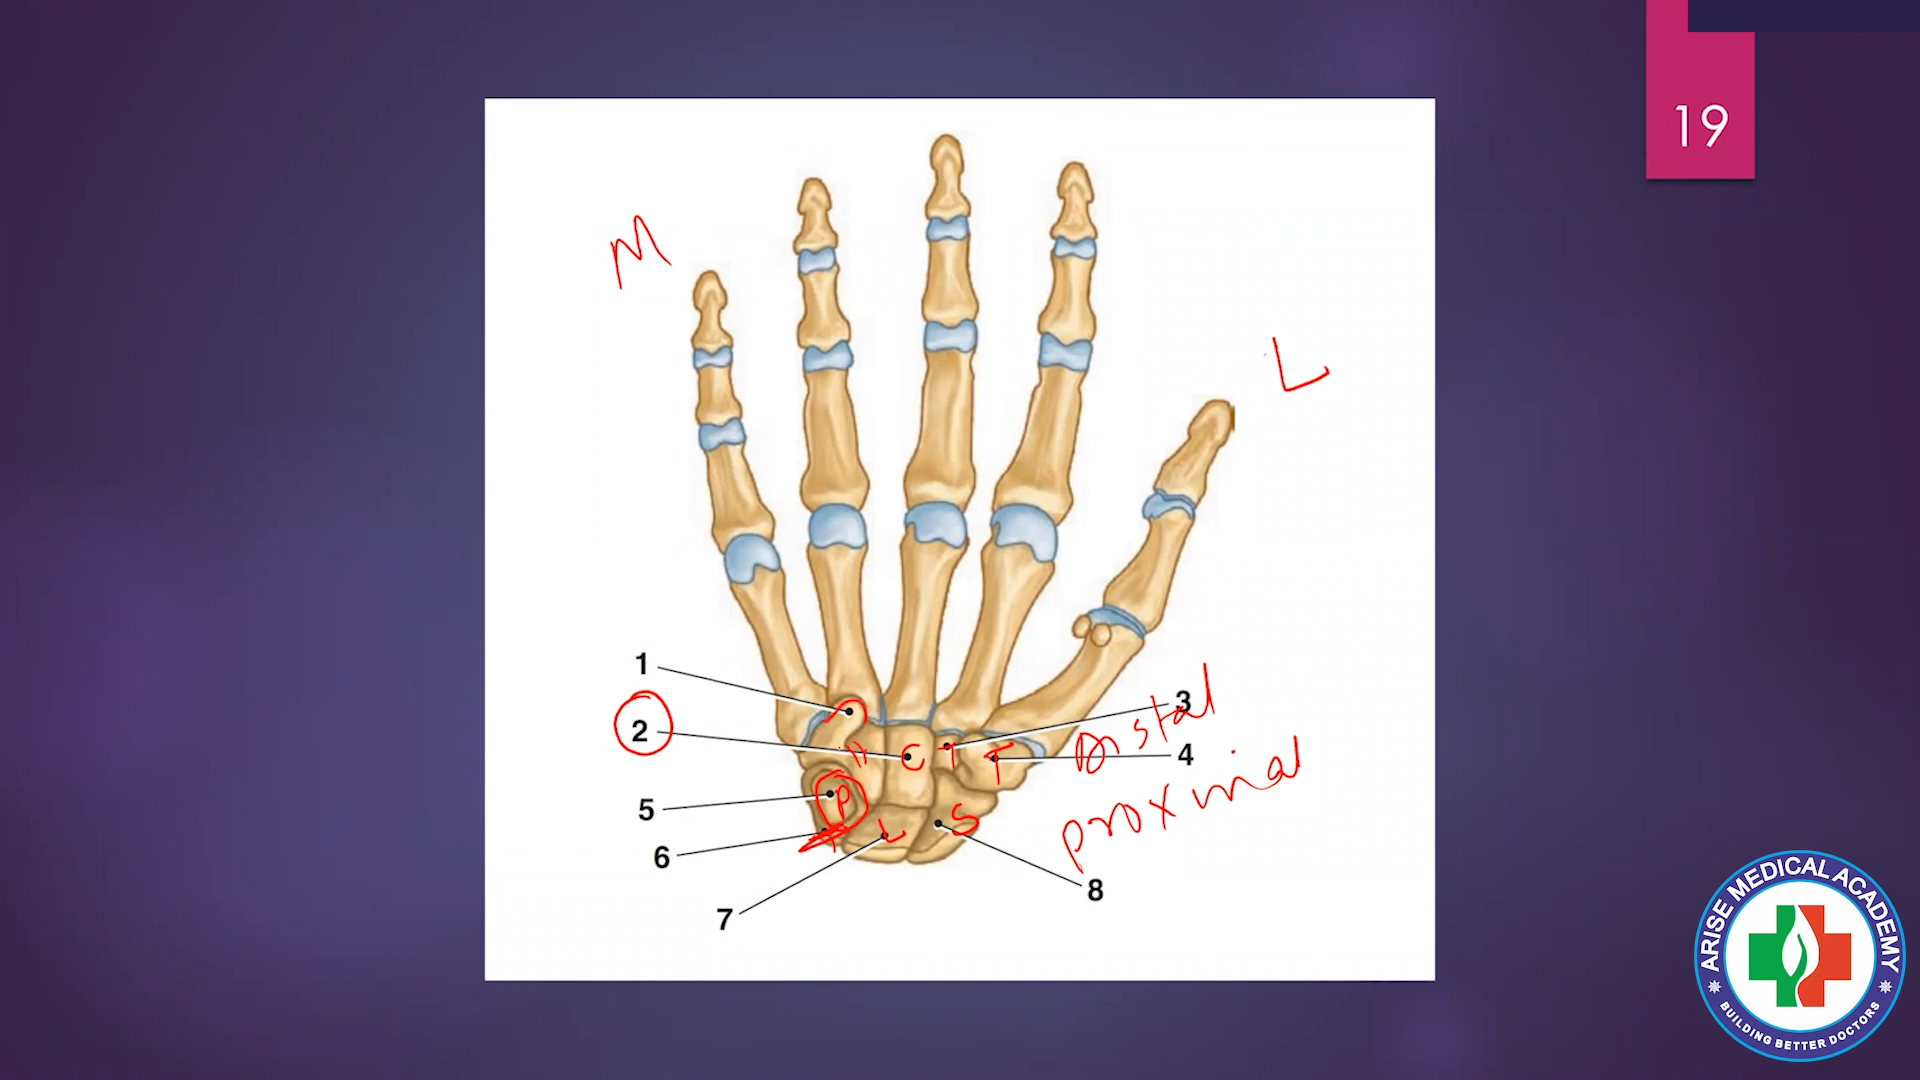 19
M
L
1
2
3
4
5
6
7
8
H
C
T
T
P
L
S
Distal
proximal
ARISE MEDICAL ACADEMY
BUILDING BETTER DOCTORS